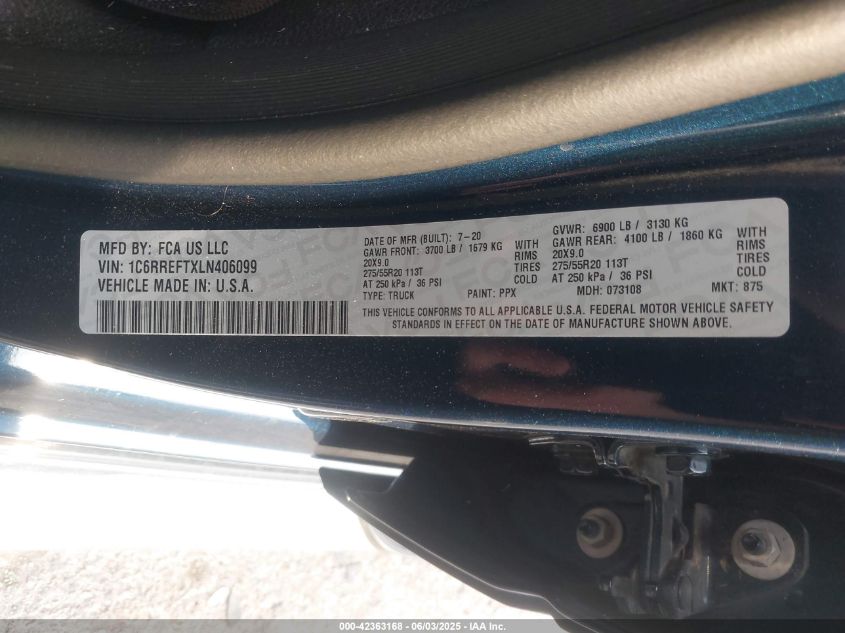 MFD BY: FCA US LLC
VIN: 1C6RREFTXLN406099
VEHICLE MADE IN: U.S.A.
DATE OF MFR (BUILT): 7-20
GAWR FRONT: 3700 LB / 1679 KG WITH
20X9.0 RIMS
275/55R20 113T TIRES
AT 250 kPa / 36 PSI COLD
TYPE: TRUCK PAINT: PPX
GVWR: 6900 LB / 3130 KG
GAWR REAR: 4100 LB / 1860 KG WITH
20X9.0 RIMS
275/55R20 113T TIRES
AT 250 kPa / 36 PSI COLD
MDH: 073108 MKT: 875
THIS VEHICLE CONFORMS TO ALL APPLICABLE U.S.A. FEDERAL MOTOR VEHICLE SAFETY
STANDARDS IN EFFECT ON THE DATE OF MANUFACTURE SHOWN ABOVE.
000-42363168 - 06/03/2025 - IAA Inc.